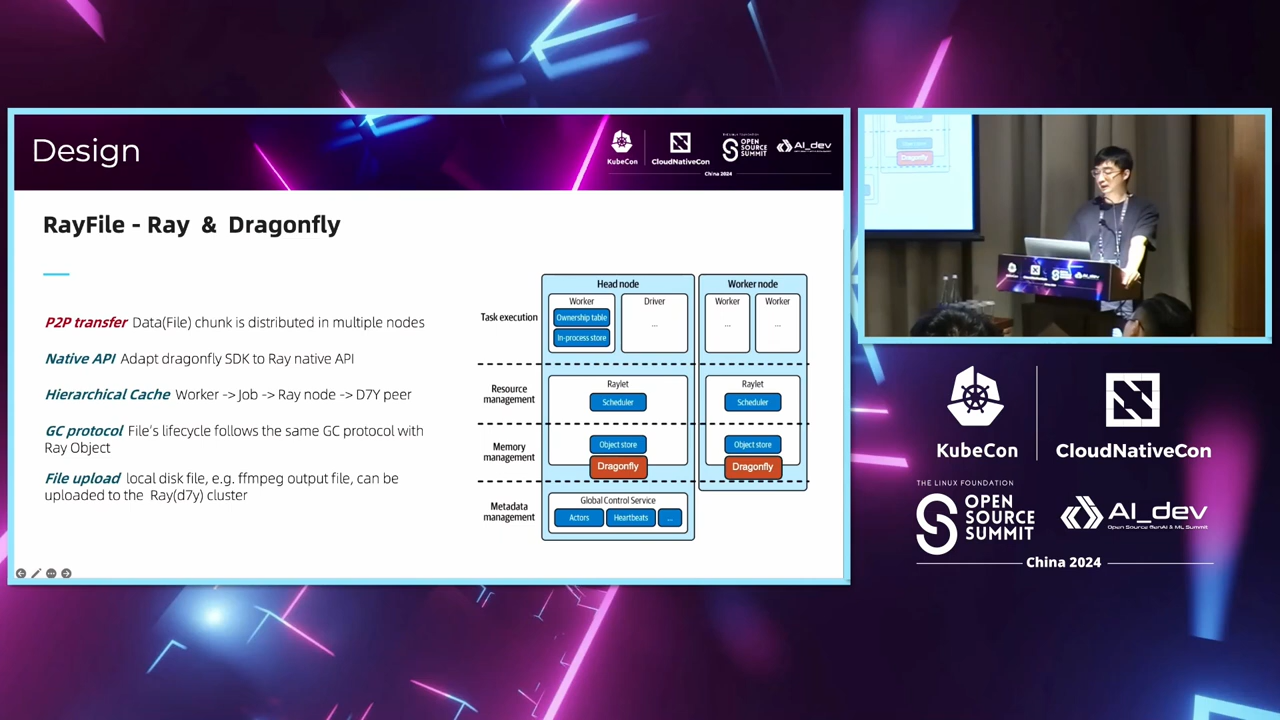 Design
KubeCon
CloudNativeCon
THE LINUX FOUNDATION
OPEN
SOURCE
SUMMIT
AI_dev
China 2024
RayFile - Ray & Dragonfly
P2P transfer Data(File) chunk is distributed in multiple nodes
Native API Adapt dragonfly SDK to Ray native API
Hierarchical Cache Worker -> Job -> Ray node -> D7Y peer
GC protocol File's lifecycle follows the same GC protocol with
Ray Object
File upload local disk file, e.g. ffmpeg output file, can be
uploaded to the Ray(d7y) cluster
Head node
Worker node
Task execution
Worker
Ownership table
In-process store
Driver
...
Worker
...
Worker
...
Resource
management
Raylet
Scheduler
Raylet
Scheduler
Memory
management
Object store
Dragonfly
Object store
Dragonfly
Metadata
management
Global Control Service
Actors
Heartbeats
...
KubeCon
CloudNativeCon
THE LINUX FOUNDATION
OPEN
SOURCE
SUMMIT
AI_dev
Open Source GenAI & ML Summit
China 2024